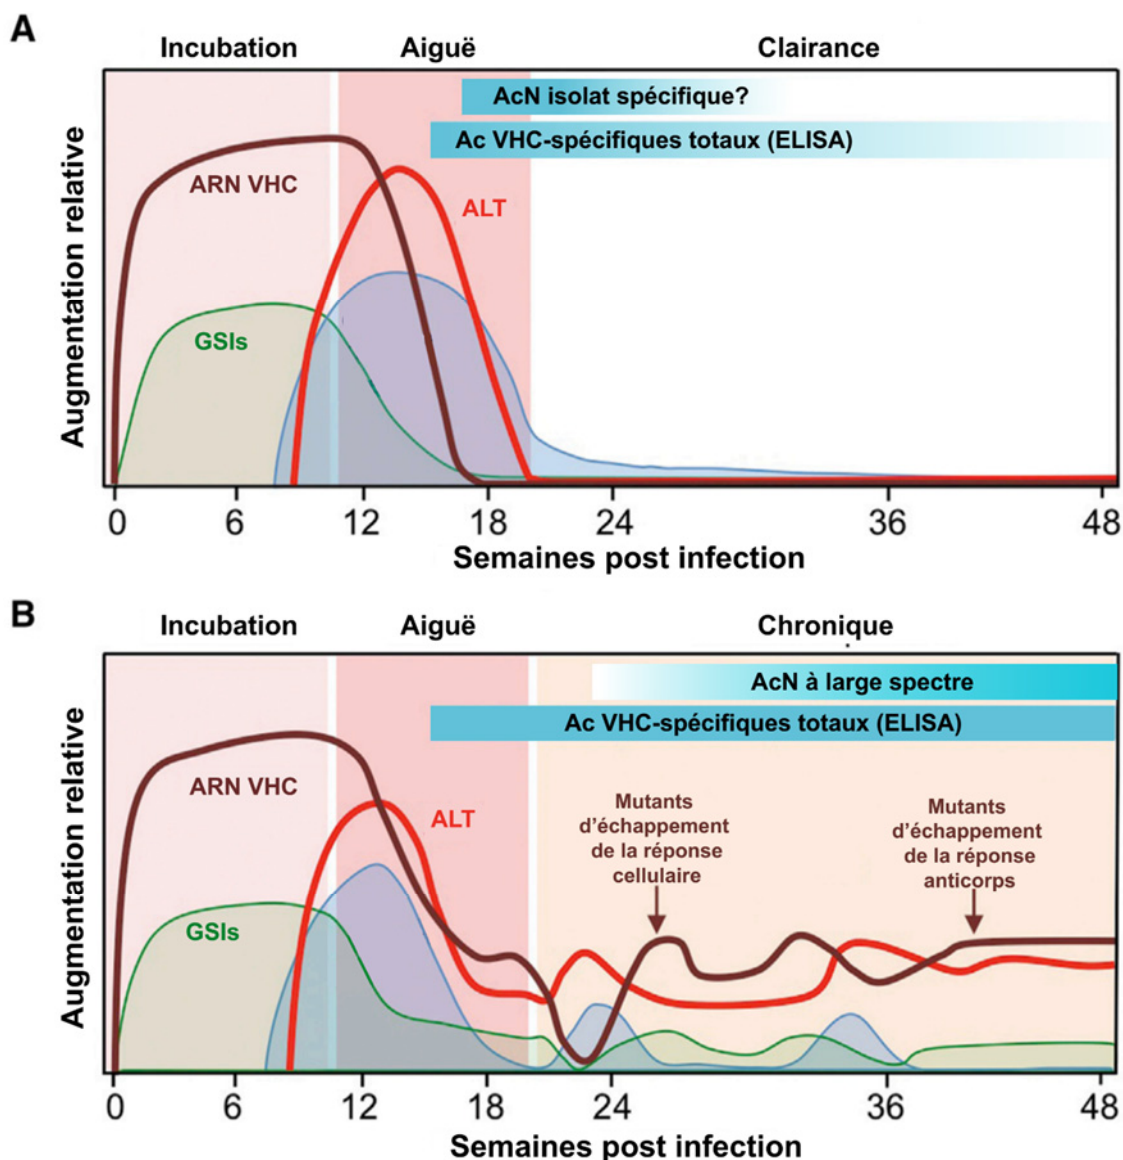 A
Incubation Aiguë Clairance
AcN isolat spécifique?
Ac VHC-spécifiques totaux (ELISA)
ARN VHC
ALT
GSIs
Augmentation relative
0 6 12 18 24 36 48
Semaines post infection
B
Incubation Aiguë Chronique
AcN à large spectre
Ac VHC-spécifiques totaux (ELISA)
ARN VHC
ALT
GSIs
Mutants
d'échappement
de la réponse
cellulaire
Mutants
d'échappement
de la réponse
anticorps
Augmentation relative
0 6 12 18 24 36 48
Semaines post infection